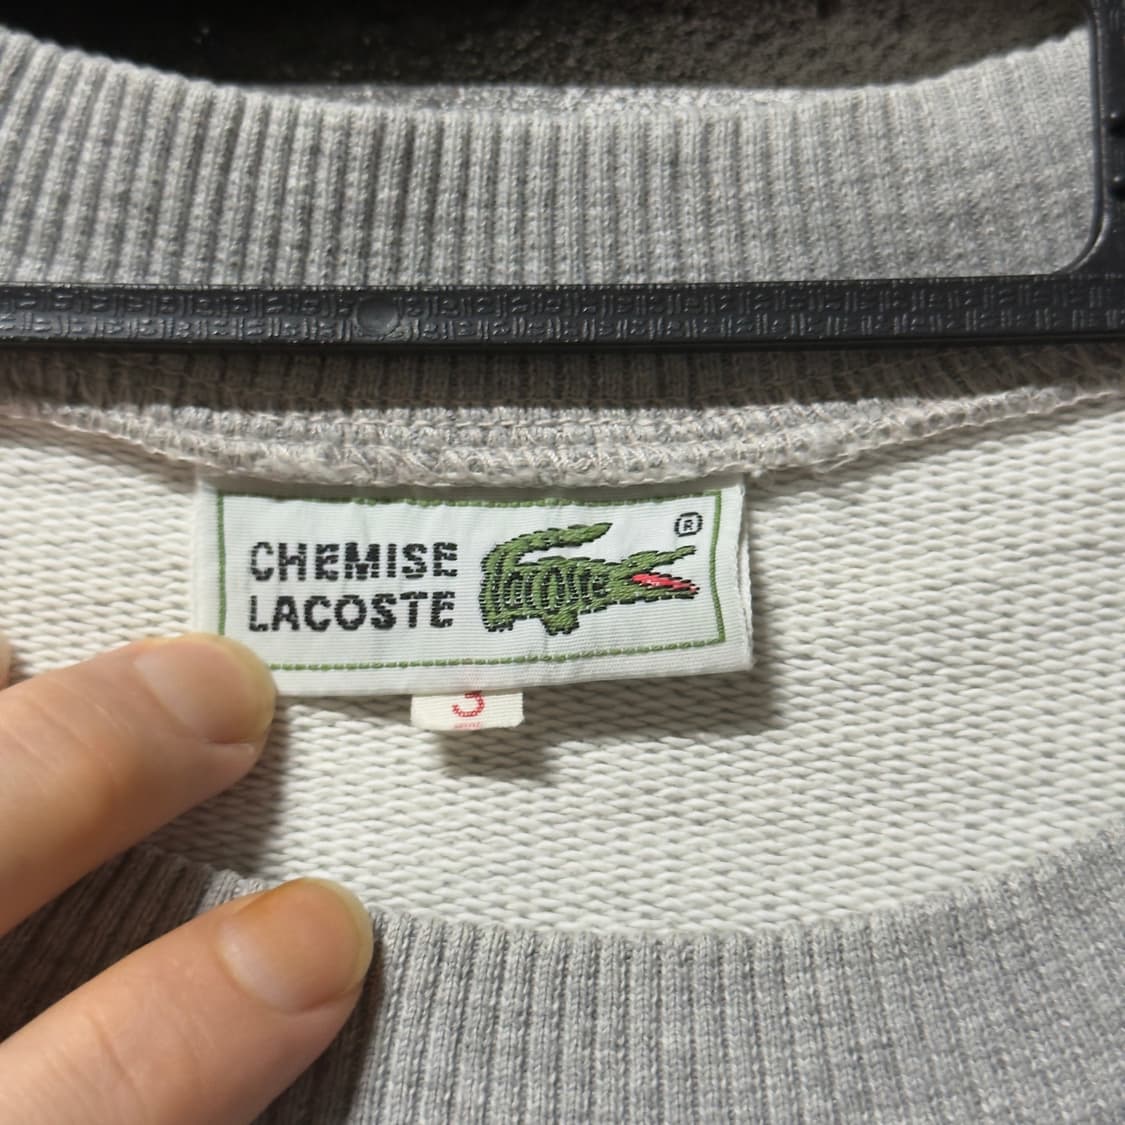 CHEMISE
LACOSTE
lacoste
®
3